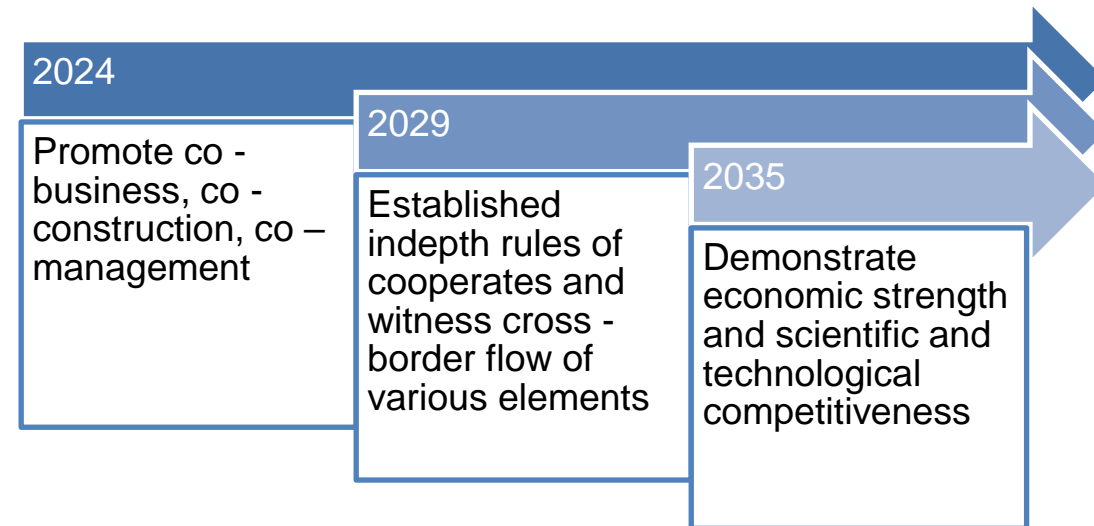 2024
Promote co -
business, co -
construction, co –
management
2029
Established
indepth rules of
cooperates and
witness cross -
border flow of
various elements
2035
Demonstrate
economic strength
and scientific and
technological
competitiveness